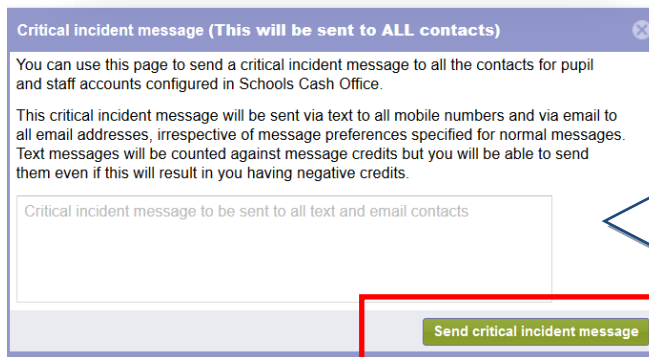 Critical incident message (This will be sent to ALL contacts)
You can use this page to send a critical incident message to all the contacts for pupil
and staff accounts configured in Schools Cash Office.
This critical incident message will be sent via text to all mobile numbers and via email to
all email addresses, irrespective of message preferences specified for normal messages.
Text messages will be counted against message credits but you will be able to send
them even if this will result in you having negative credits.
Critical incident message to be sent to all text and email contacts
Send critical incident message